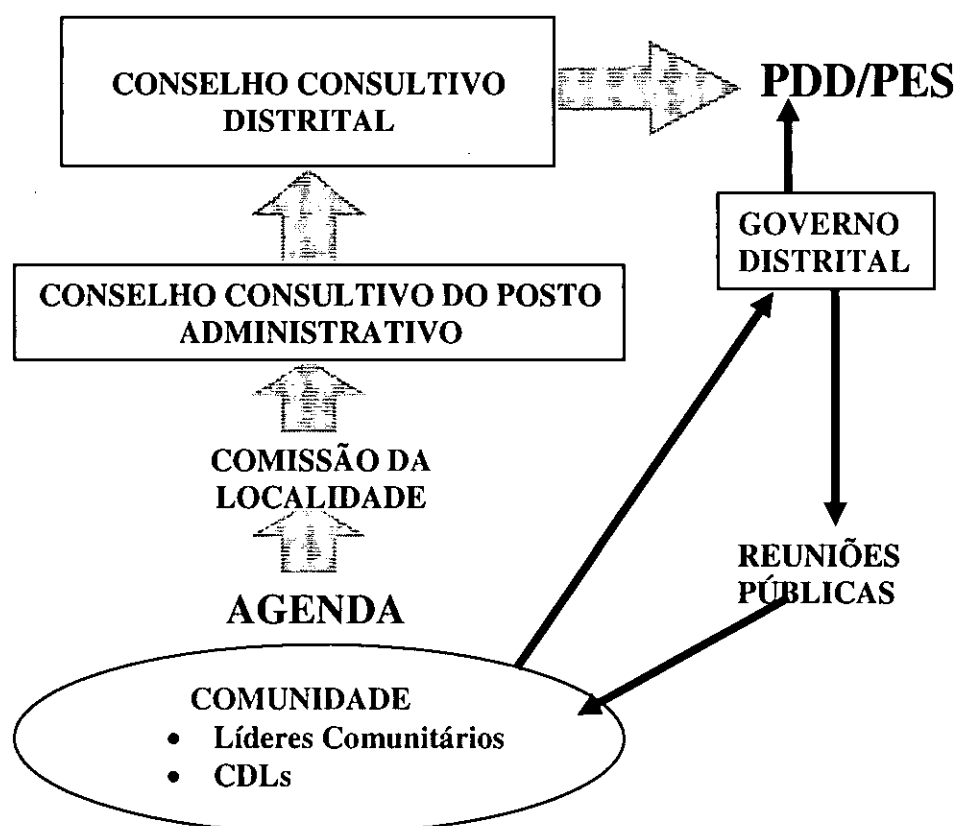 CONSELHO CONSULTIVO
DISTRITAL
PDD/PES
GOVERNO
DISTRITAL
CONSELHO CONSULTIVO DO POSTO
ADMINISTRATIVO
COMISSÃO DA
LOCALIDADE
REUNIÕES
PÚBLICAS
AGENDA
COMUNIDADE
• Líderes Comunitários
• CDLs